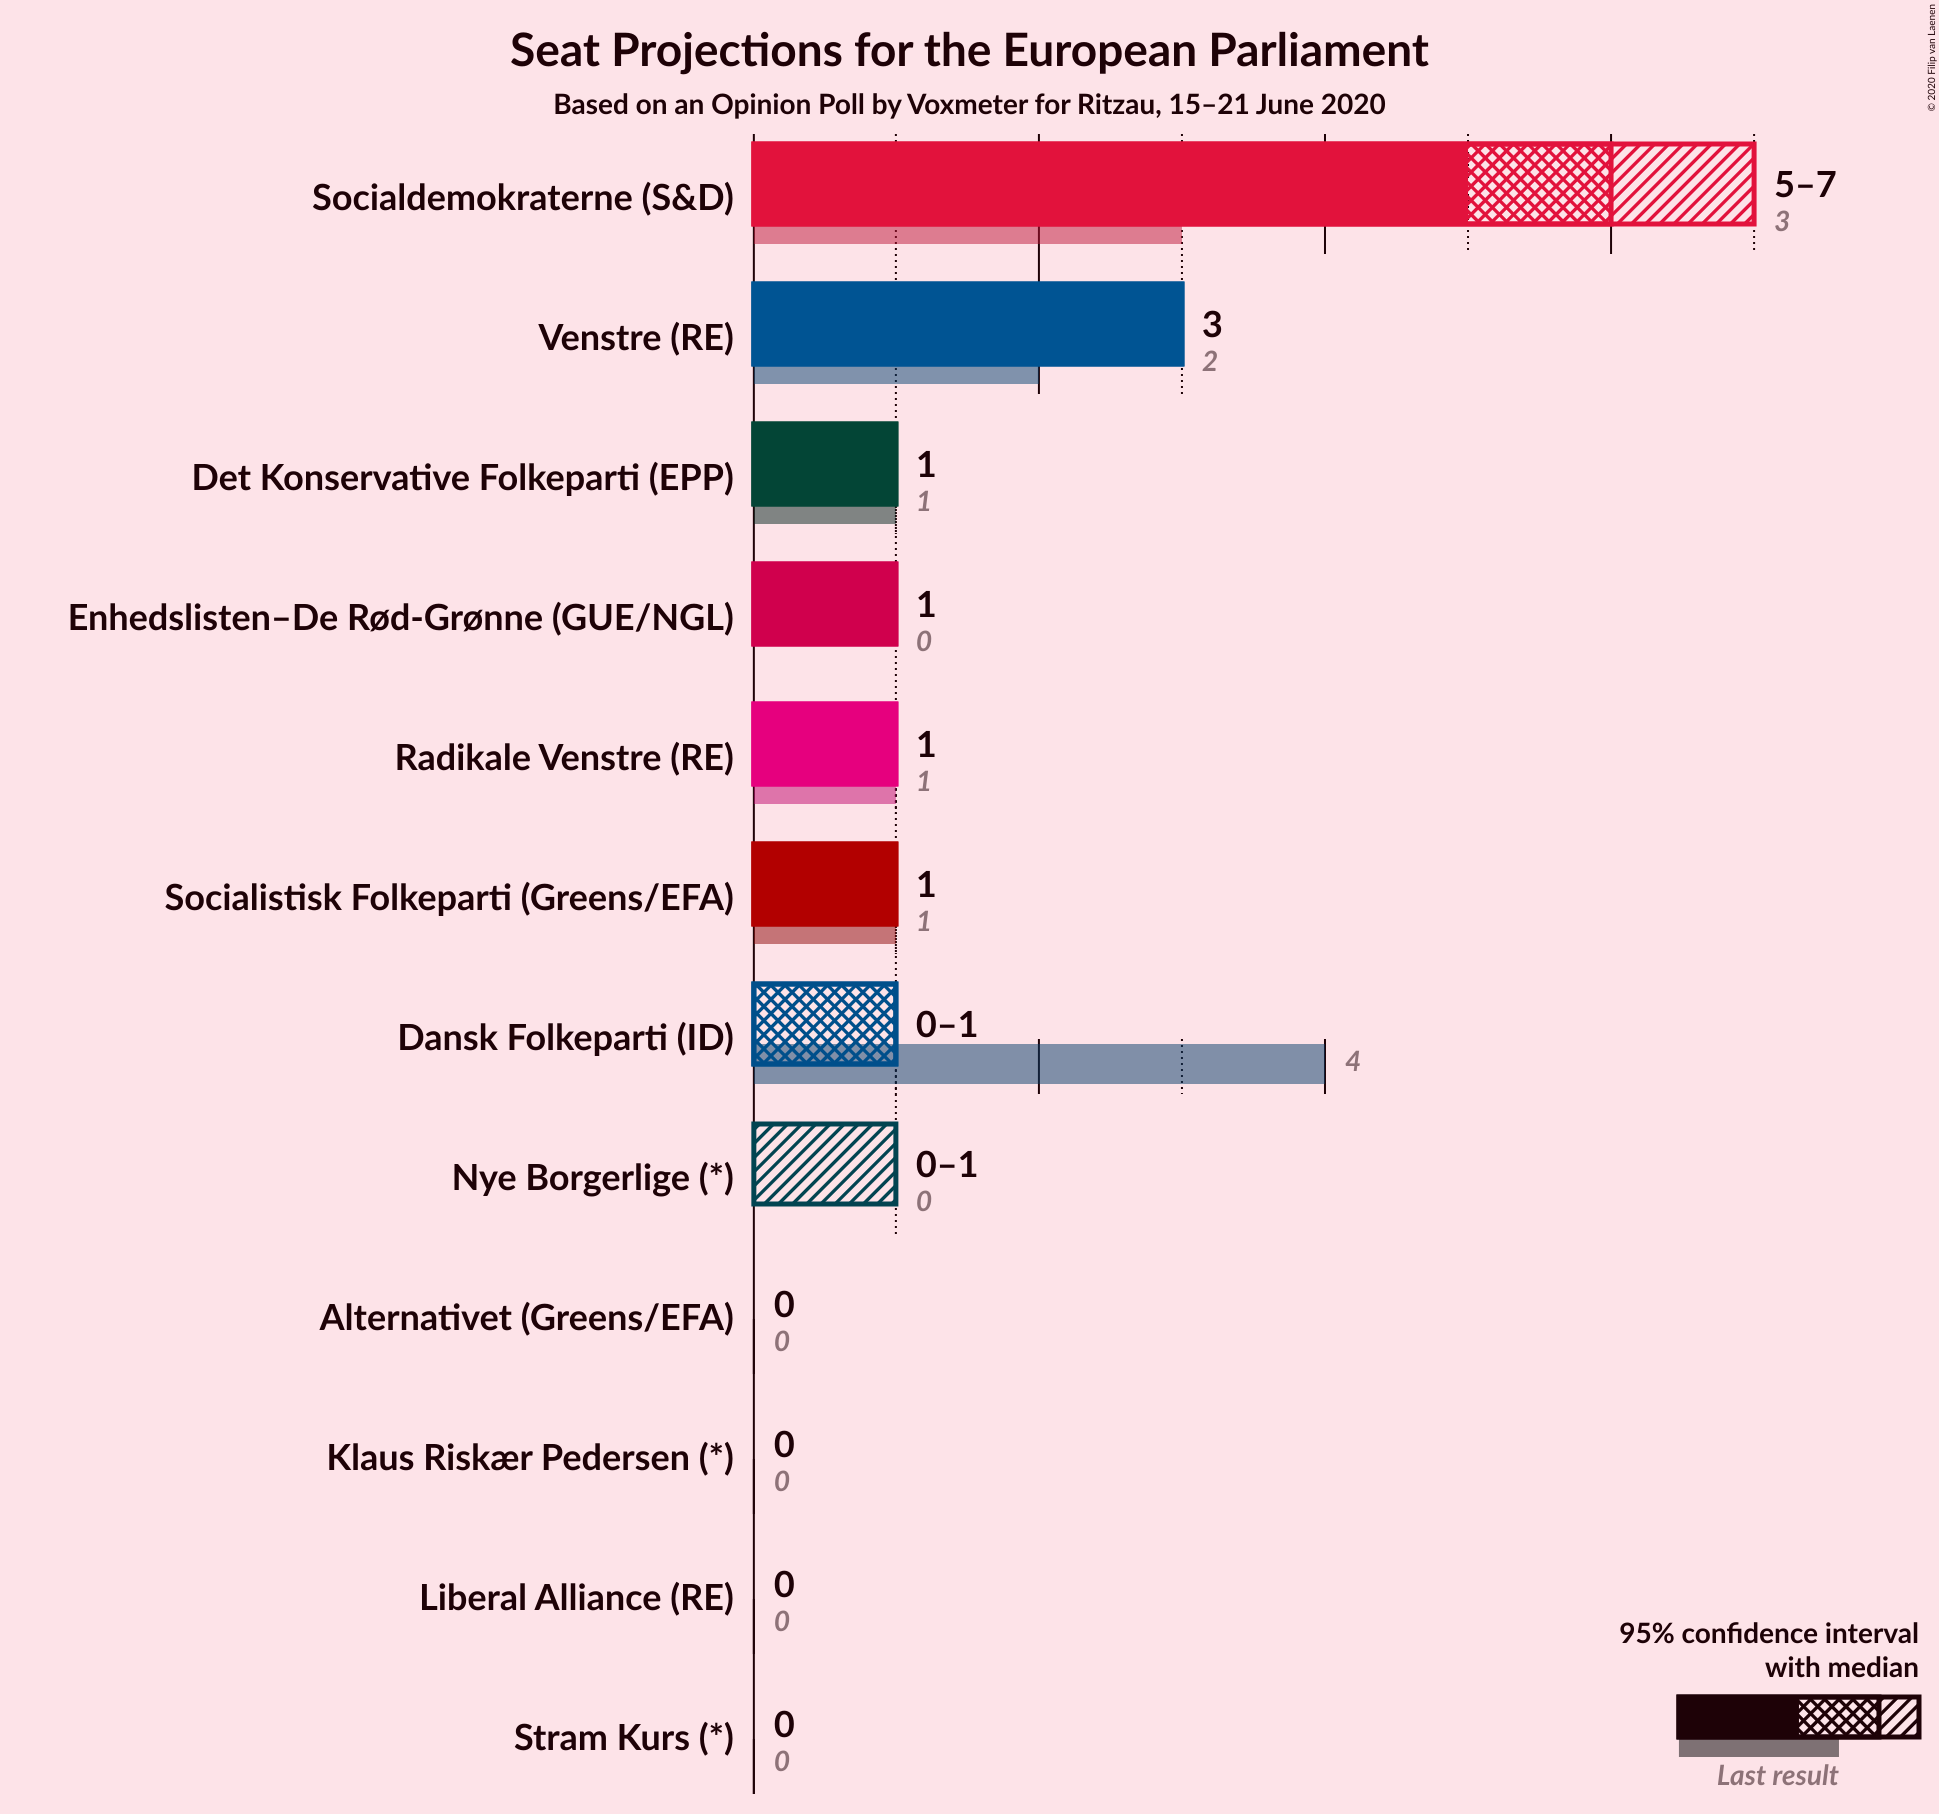 Seat Projections for the European Parliament
Based on an Opinion Poll by Voxmeter for Ritzau, 15–21 June 2020
© 2020 Filip van Laenen
Socialdemokraterne (S&D)
5–7
3
Venstre (RE)
3
2
Det Konservative Folkeparti (EPP)
1
1
Enhedslisten–De Rød-Grønne (GUE/NGL)
1
0
Radikale Venstre (RE)
1
1
Socialistisk Folkeparti (Greens/EFA)
1
1
Dansk Folkeparti (ID)
0–1
4
Nye Borgerlige (*)
0–1
0
Alternativet (Greens/EFA)
0
0
Klaus Riskær Pedersen (*)
0
0
Liberal Alliance (RE)
0
0
Stram Kurs (*)
0
0
95% confidence interval
with median
Last result